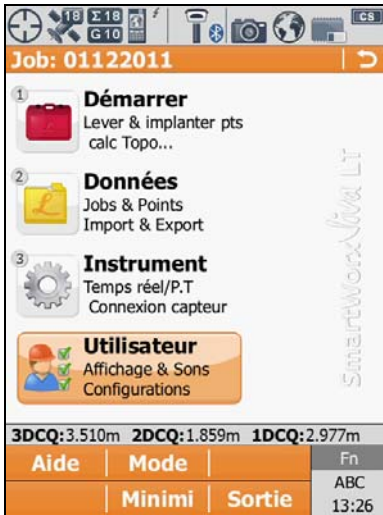 18 Σ 18 CS
G 10
Job: 01122011
1 Démarrer
Lever & implanter pts
calc Topo...
2 Données
Jobs & Points
Import & Export
3 Instrument
Temps réel/P.T
Connexion capteur
Utilisateur
Affichage & Sons
Configurations
SmartWorx Viva LT
3DCQ:3.510m 2DCQ:1.859m 1DCQ:2.977m
Aide Mode Fn
ABC
Minimi Sortie 13:26